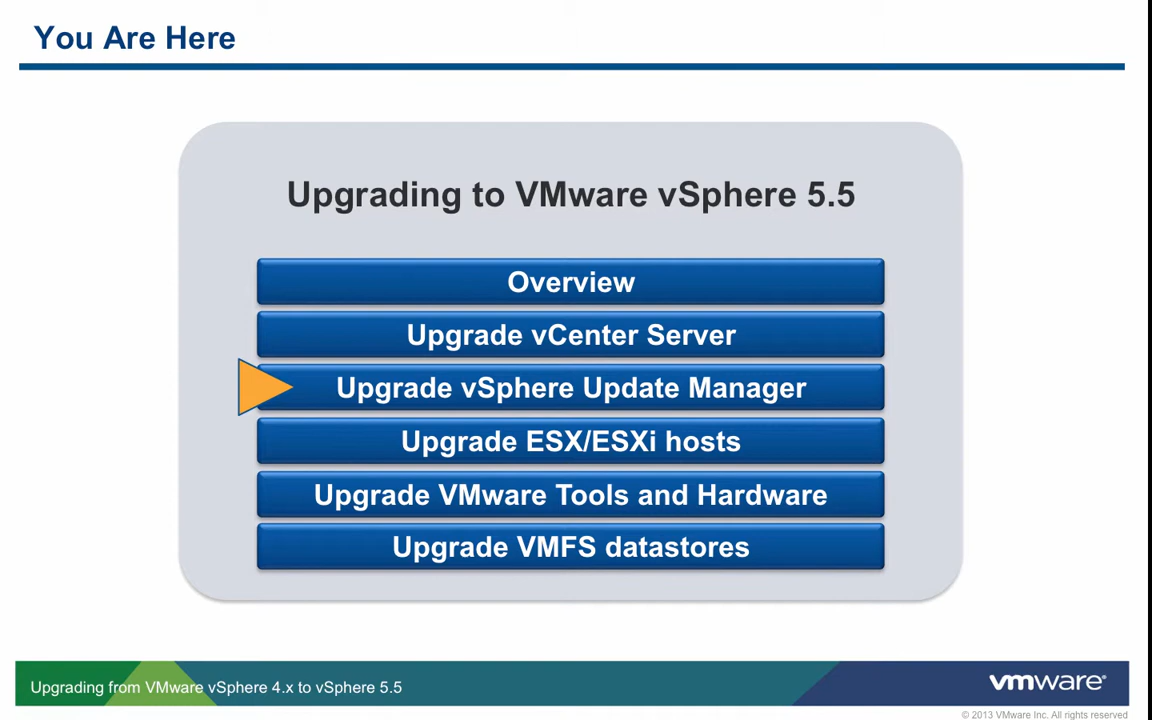 You Are Here
Upgrading to VMware vSphere 5.5
Overview
Upgrade vCenter Server
Upgrade vSphere Update Manager
Upgrade ESX/ESXi hosts
Upgrade VMware Tools and Hardware
Upgrade VMFS datastores
Upgrading from VMware vSphere 4.x to vSphere 5.5
vmware®
© 2013 VMware Inc. All rights reserved